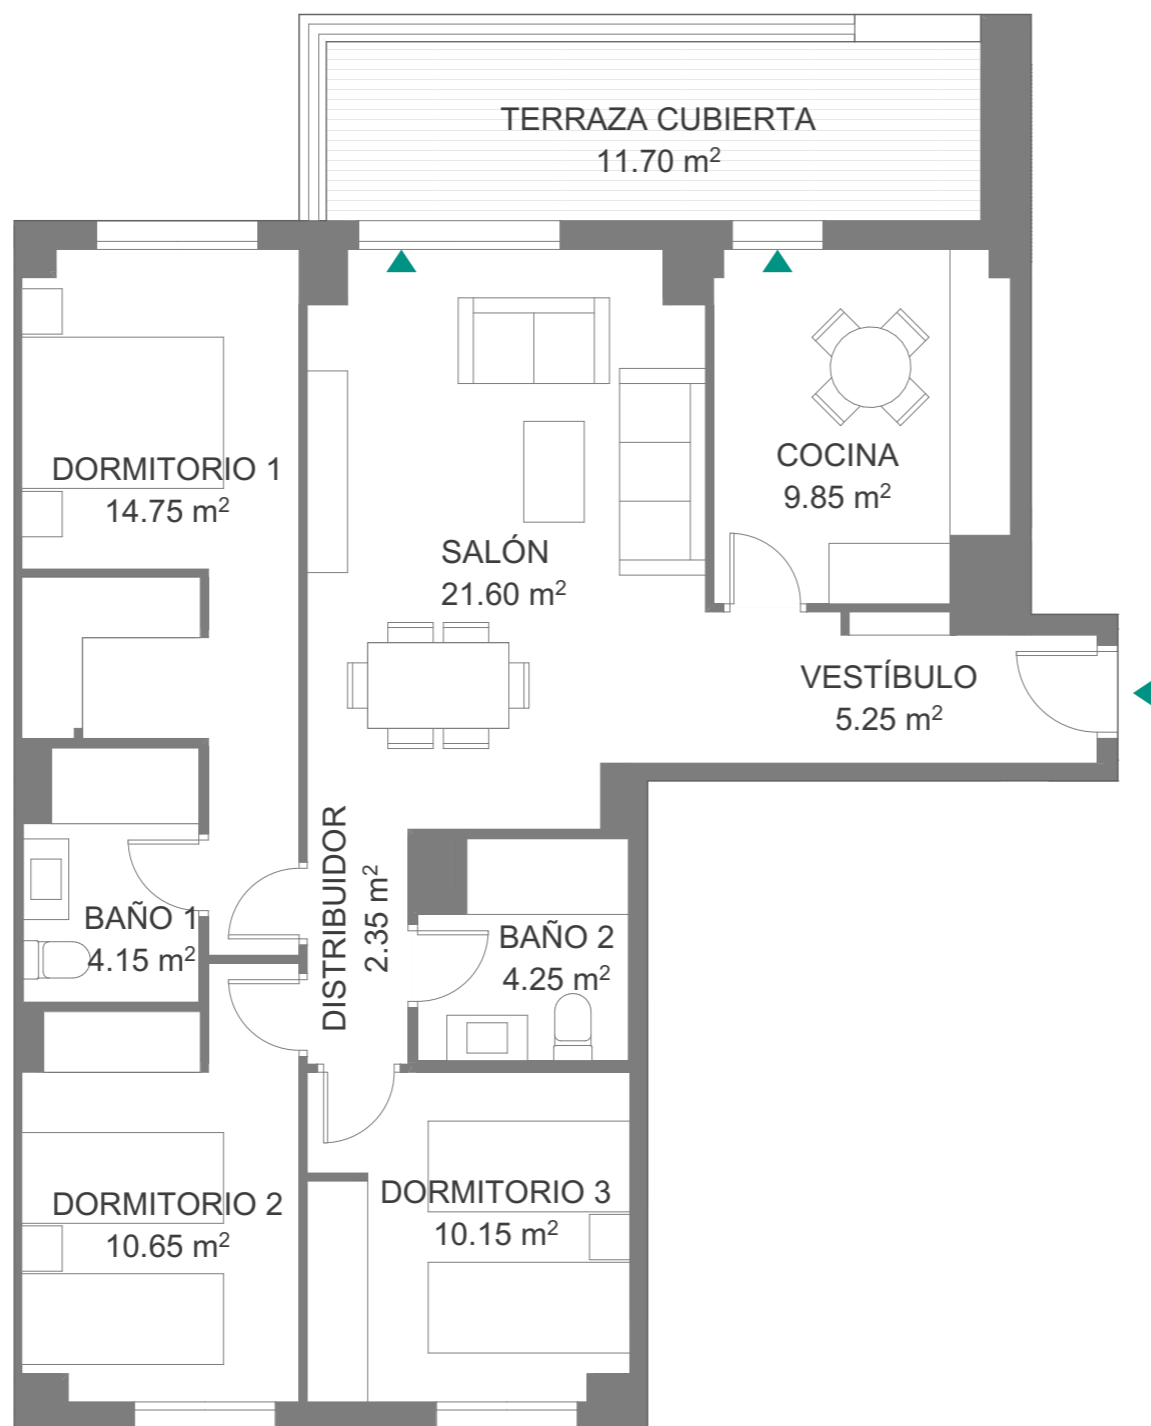 TERRAZA CUBIERTA
11.70 m²
DORMITORIO 1
14.75 m²
COCINA
9.85 m²
SALÓN
21.60 m²
VESTÍBULO
5.25 m²
DISTRIBUIDOR
2.35 m²
BAÑO 1
4.15 m²
BAÑO 2
4.25 m²
DORMITORIO 2
10.65 m²
DORMITORIO 3
10.15 m²